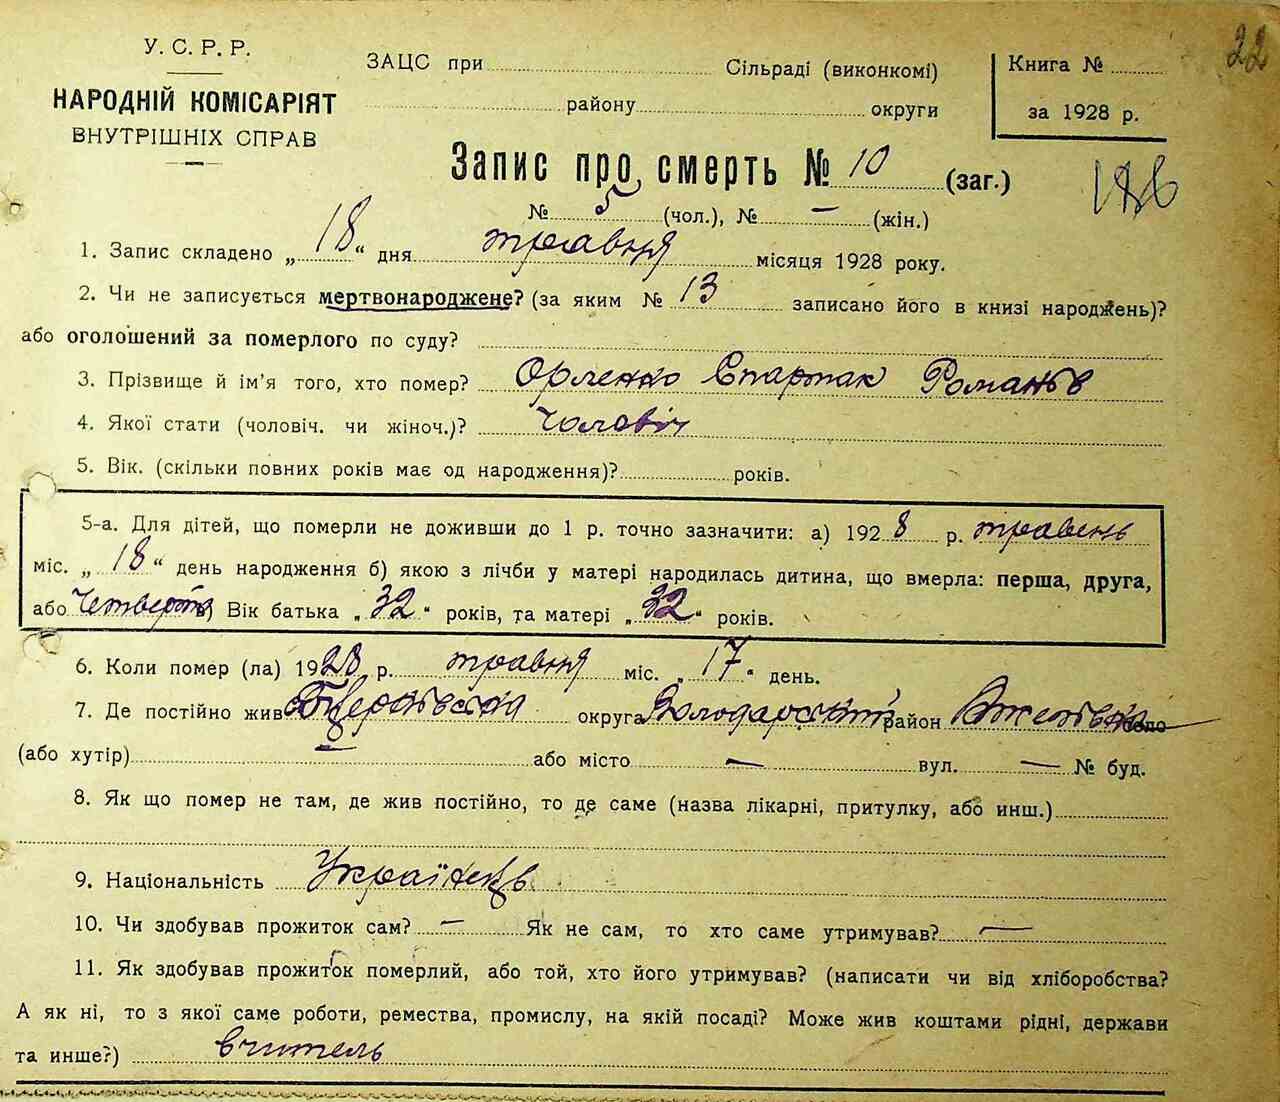 22
У. С. Р. Р.
НАРОДНІЙ КОМІСАРІЯТ
ВНУТРІШНІХ СПРАВ
ЗАЦС при Сільраді (виконкомі)
району округи
Книга №
за 1928 р.
Запис про смерть № 10 (заг.)
№ 5 (чол.), № — (жін.)
1. Запис складено „ 18 “ дня травня місяця 1928 року.
2. Чи не записується мертвонароджене? (за яким № 13 записано його в книзі народжень)?
або оголошений за померлого по суду?
3. Прізвище й ім'я того, хто помер? Орленко Спартак Романов
4. Якої стати (чоловіч. чи жіноч.)? чоловіч
5. Вік. (скільки повних років має од народження)? років.
5-а. Для дітей, що померли не доживши до 1 р. точно зазначити: а) 1928 р. травень
міс. „ 18 “ день народження б) якою з лічби у матері народилась дитина, що вмерла: перша, друга,
або четверта в) Вік батька „ 32 “ років, та матері „ 32 “ років.
6. Коли помер (ла) 1928 р. травня міс. „ 17 “ день.
7. Де постійно жив округа Володарський район село
(або хутір) — або місто — вул. — № буд.
8. Як що помер не там, де жив постійно, то де саме (назва лікарні, притулку, або инш.)
9. Національність Українець
10. Чи здобував прожиток сам? — Як не сам, то хто саме утримував? —
11. Як здобував прожиток померлий, або той, хто його утримував? (написати чи від хліборобства?
А як ні, то з якої саме роботи, ремества, промислу, на якій посаді? Може жив коштами рідні, держави
та инше?) вчитель